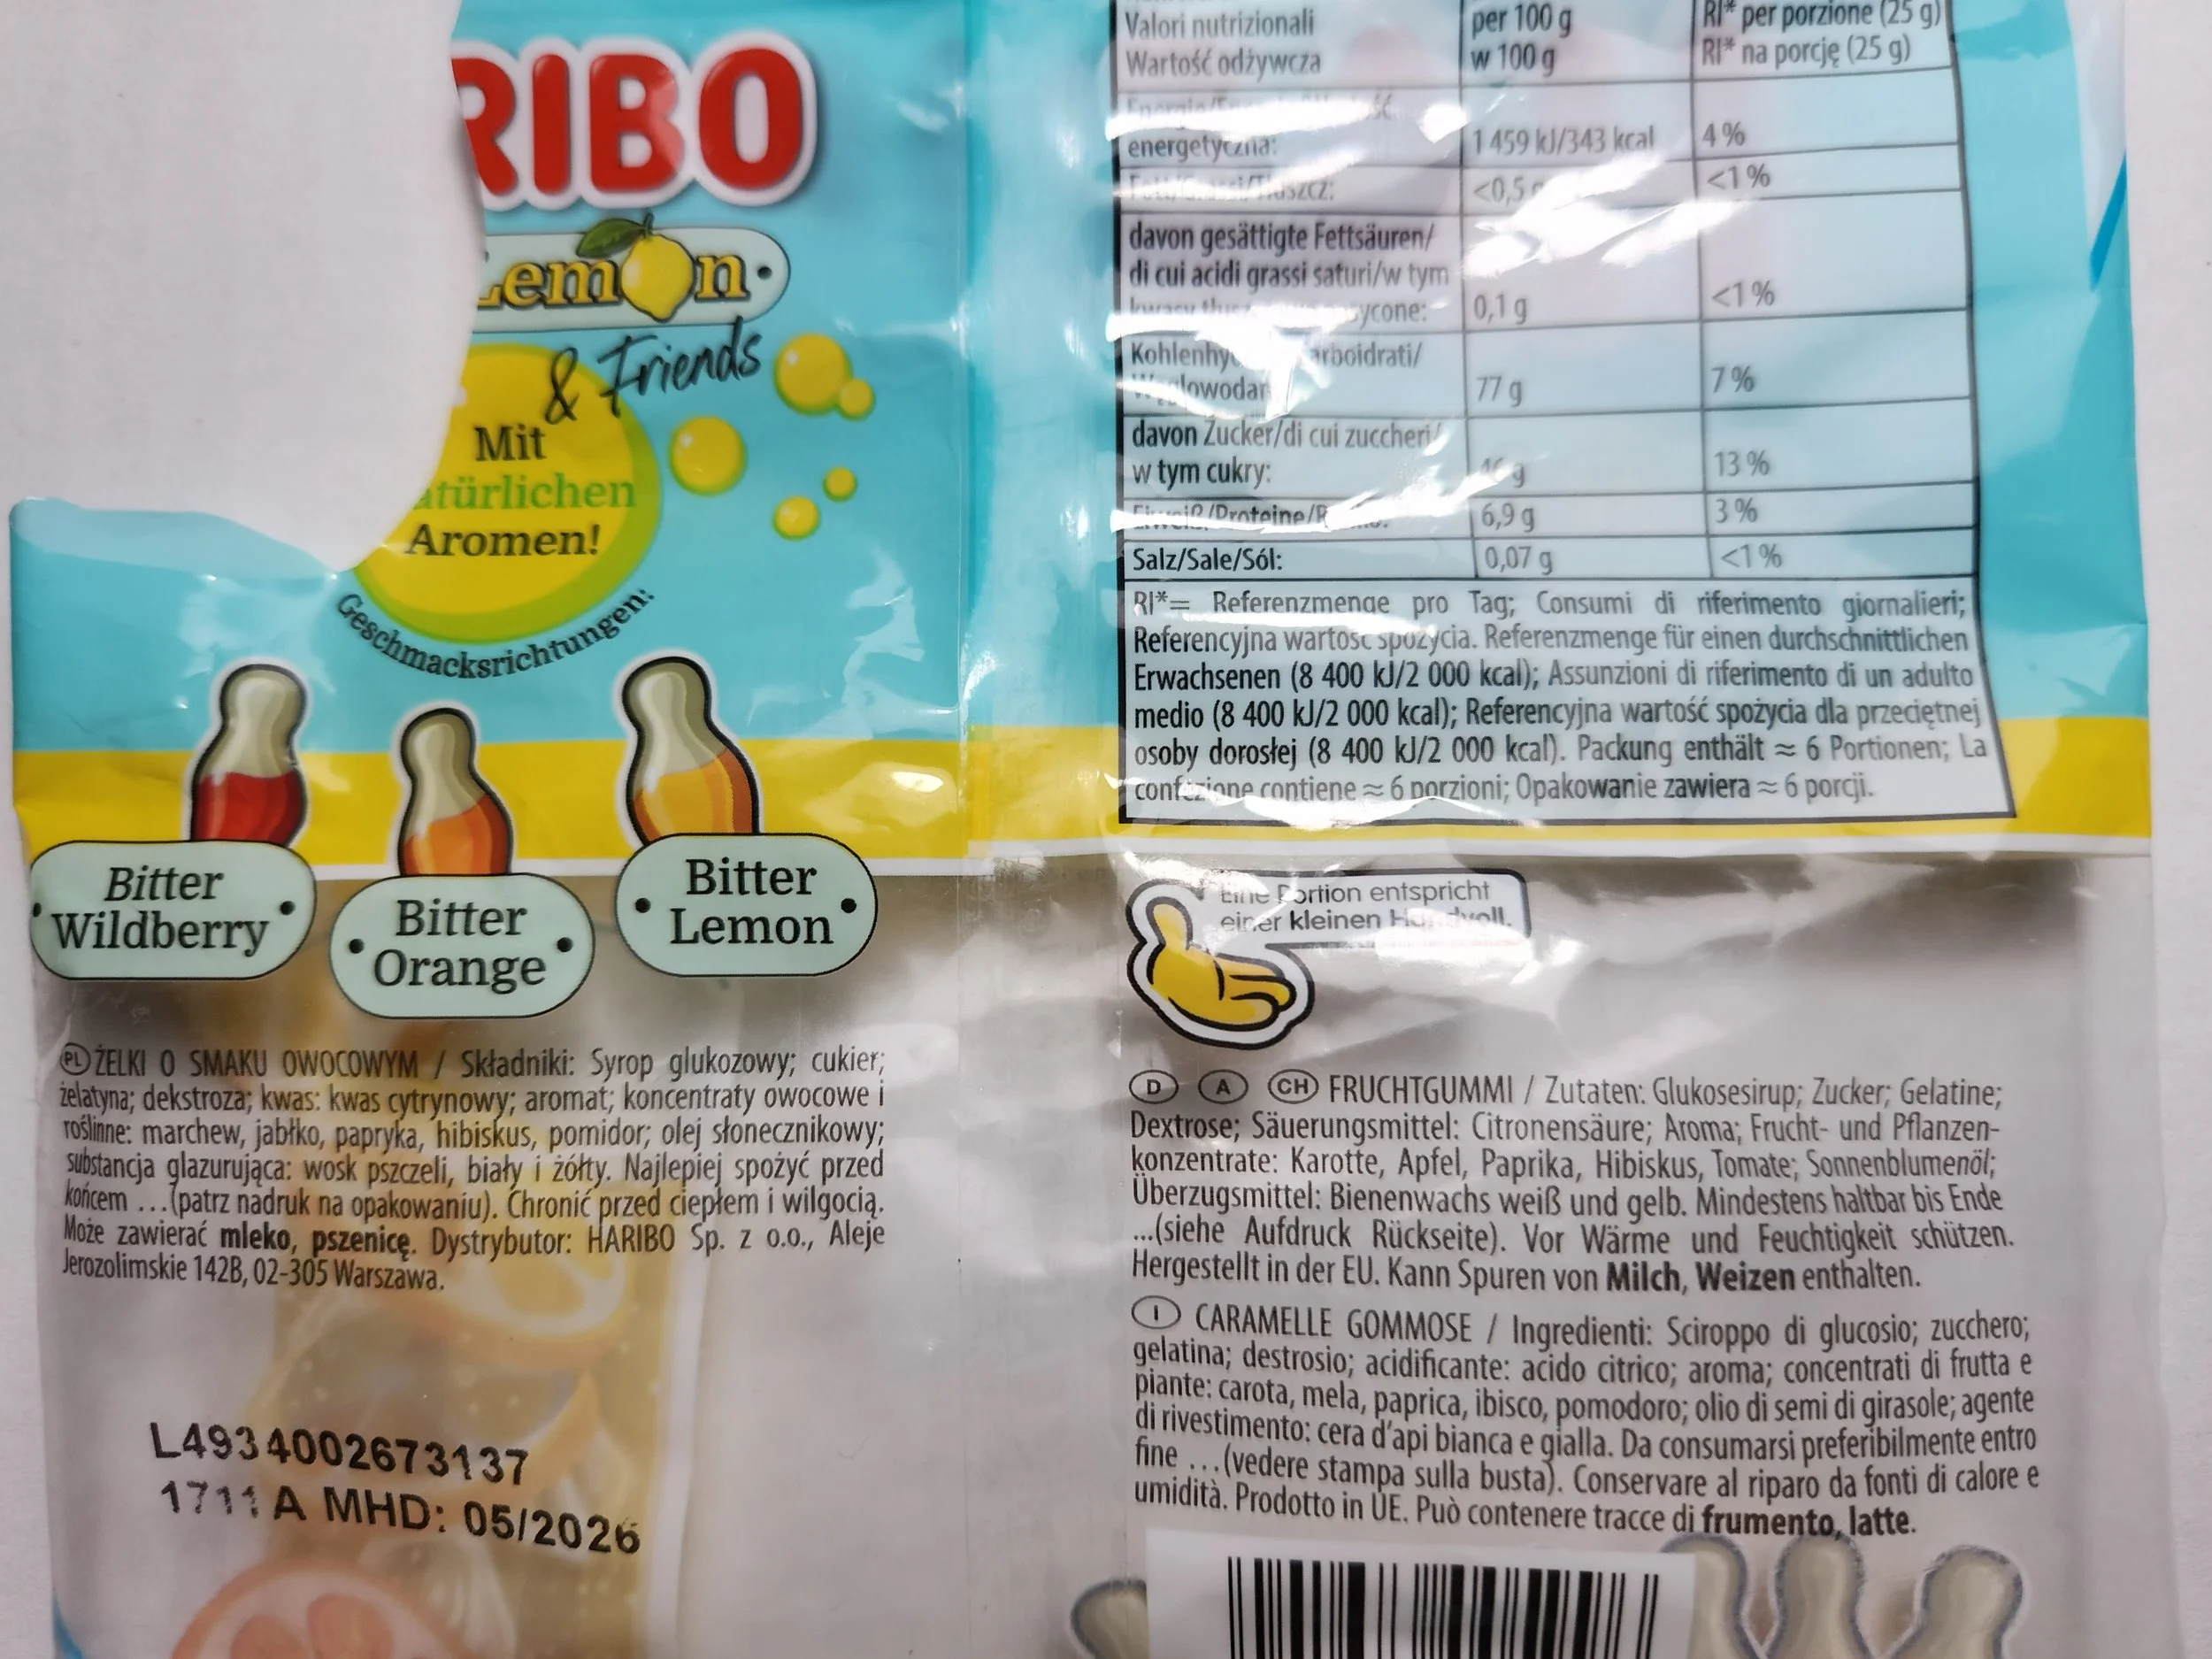 RIBO
Lemon
& Friends
Mit
atürlichen
Aromen!
Geschmacksrichtungen:
Bitter
Wildberry
Bitter
Orange
Bitter
Lemon
PL ŻELKI O SMAKU OWOCOWYM / Składniki: Syrop glukozowy; cukier;
żelatyna; dekstroza; kwas: kwas cytrynowy; aromat; koncentraty owocowe i
roślinne: marchew, jabłko, papryka, hibiskus, pomidor; olej słonecznikowy;
substancja glazurująca: wosk pszczeli, biały i żółty. Najlepiej spożyć przed
końcem ...(patrz nadruk na opakowaniu). Chronić przed ciepłem i wilgocią.
Może zawierać mleko, pszenicę. Dystrybutor: HARIBO Sp. z o.o., Aleje
Jerozolimskie 142B, 02-305 Warszawa.
L4934002673137
1711 A MHD: 05/2026
Valori nutrizionali per 100 g RI* per porzione (25 g)
Wartość odżywcza w 100 g RI* na porcję (25 g)
energetyczna: 1 459 kJ/343 kcal 4 %
<0,5 <1 %
davon gesättigte Fettsäuren/
di cui acidi grassi saturi/w tym
0,1 g <1 %
77 g 7 %
davon Zucker/di cui zuccheri/
w tym cukry: g 13 %
6,9 g 3 %
Salz/Sale/Sól: 0,07 g <1 %
RI*= Referenzmenge pro Tag; Consumi di riferimento giornalieri;
Referencyjna wartość spożycia. Referenzmenge für einen durchschnittlichen
Erwachsenen (8 400 kJ/2 000 kcal); Assunzioni di riferimento di un adulto
medio (8 400 kJ/2 000 kcal); Referencyjna wartość spożycia dla przeciętnej
osoby dorosłej (8 400 kJ/2 000 kcal). Packung enthält ≈ 6 Portionen; La
confezione contiene ≈ 6 porzioni; Opakowanie zawiera ≈ 6 porcji.
Eine Portion entspricht
einer kleinen Handvoll.
D A CH FRUCHTGUMMI / Zutaten: Glukosesirup; Zucker; Gelatine;
Dextrose; Säuerungsmittel: Citronensäure; Aroma; Frucht- und Pflanzen-
konzentrate: Karotte, Apfel, Paprika, Hibiskus, Tomate; Sonnenblumenöl;
Überzugsmittel: Bienenwachs weiß und gelb. Mindestens haltbar bis Ende
...(siehe Aufdruck Rückseite). Vor Wärme und Feuchtigkeit schützen.
Hergestellt in der EU. Kann Spuren von Milch, Weizen enthalten.
I CARAMELLE GOMMOSE / Ingredienti: Sciroppo di glucosio; zucchero;
gelatina; destrosio; acidificante: acido citrico; aroma; concentrati di frutta e
piante: carota, mela, paprica, ibisco, pomodoro; olio di semi di girasole; agente
di rivestimento: cera d'api bianca e gialla. Da consumarsi preferibilmente entro
fine ...(vedere stampa sulla busta). Conservare al riparo da fonti di calore e
umidità. Prodotto in UE. Può contenere tracce di frumento, latte.